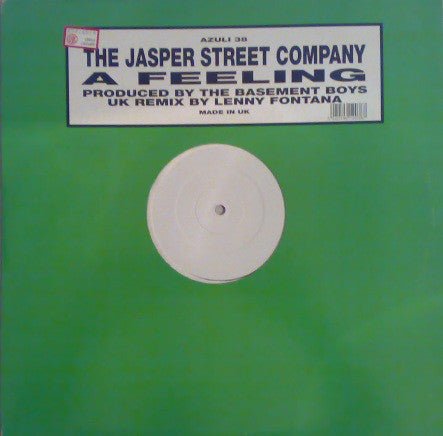 AZULI 38
THE JASPER STREET COMPANY
A FEELING
PRODUCED BY THE BASEMENT BOYS
UK REMIX BY LENNY FONTANA
MADE IN UK